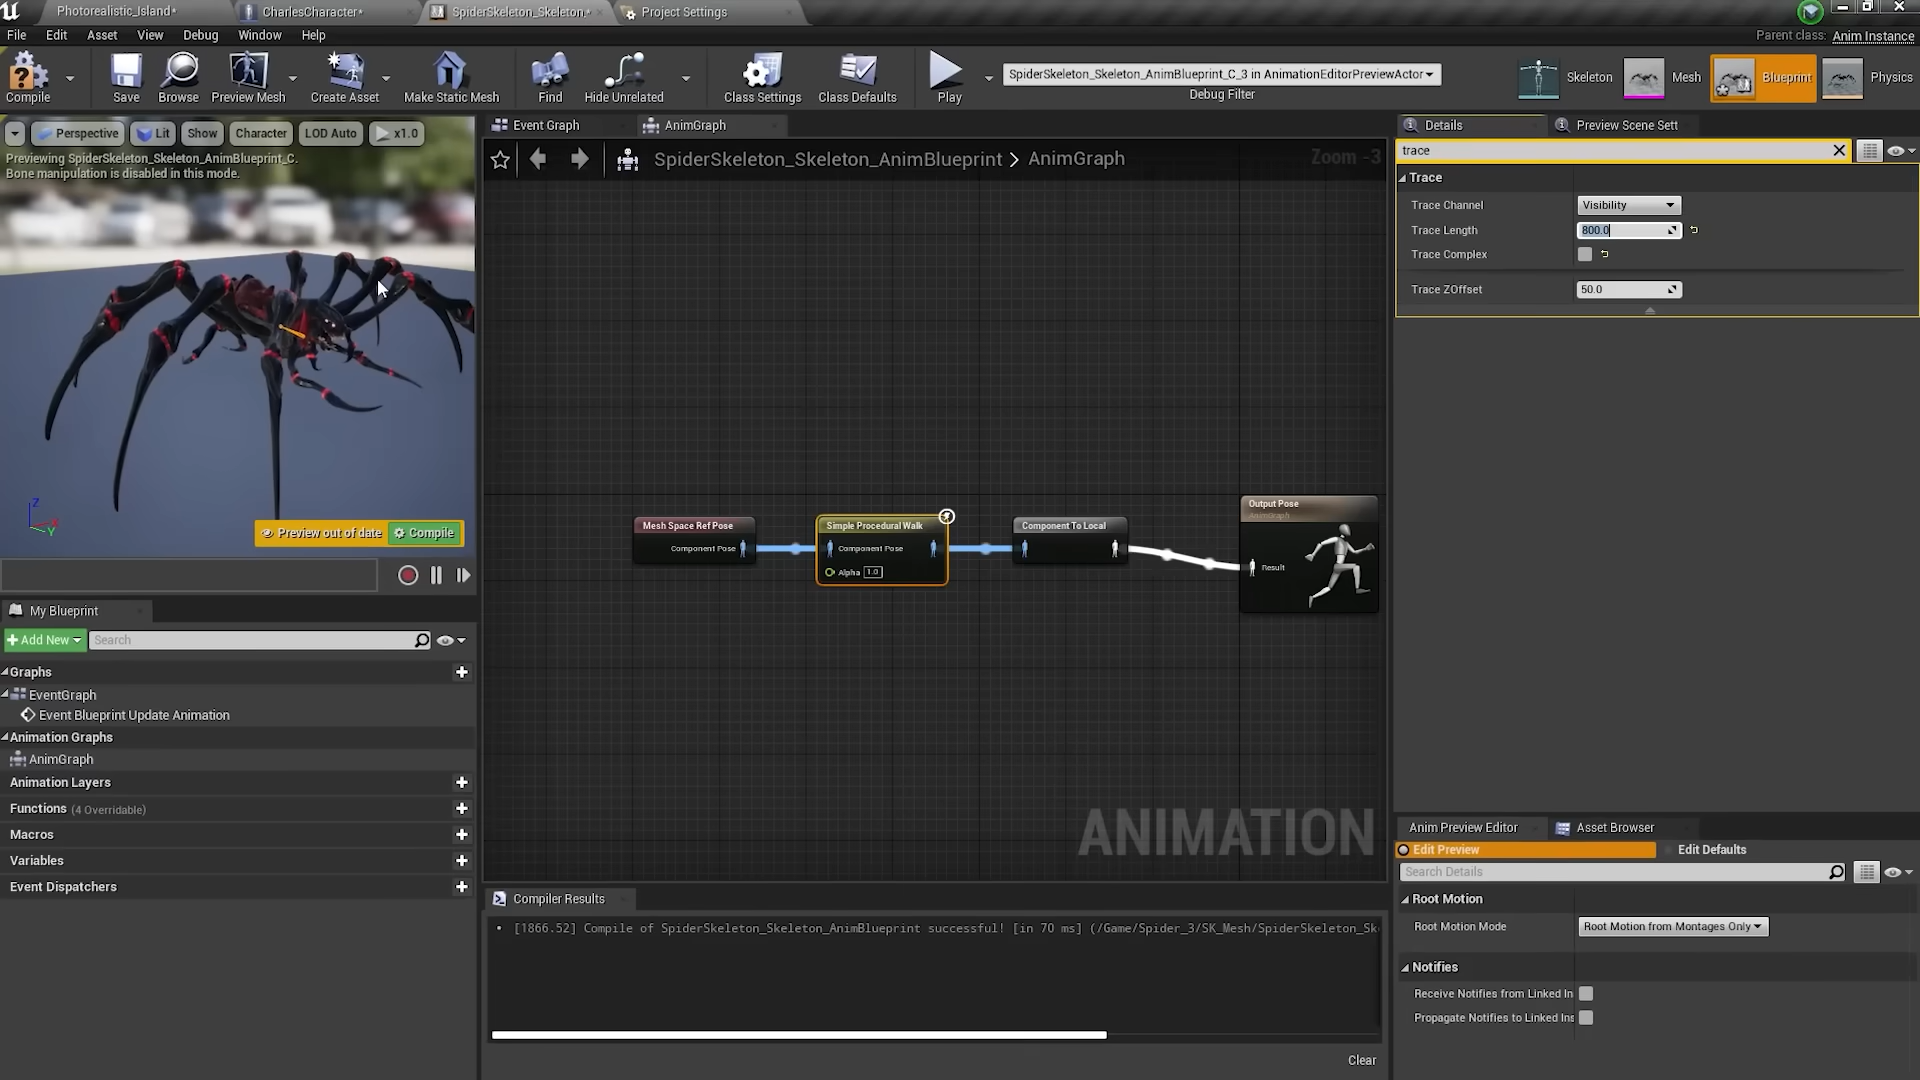 Photorealistic_Island*
CharlesCharacter*
SpiderSkeleton_Skeleton.*
Project Settings
File
Edit
Asset
View
Debug
Window
Help
Parent class:
Anim Instance
Compile
Save
Browse
Preview Mesh
Create Asset
Make Static Mesh
Find
Hide Unrelated
Class Settings
Class Defaults
Play
SpiderSkeleton_Skeleton_AnimBlueprint_C_3 in AnimationEditorPreviewActor
Debug Filter
Skeleton
Mesh
Blueprint
Physics
Perspective
Lit
Show
Character
LOD Auto
x1.0
Previewing SpiderSkeleton_Skeleton_AnimBlueprint_C.
Bone manipulation is disabled in this mode.
Z
X
Y
Preview out of date
Compile
My Blueprint
Add New
Search
Graphs
EventGraph
Event Blueprint Update Animation
Animation Graphs
AnimGraph
Animation Layers
Functions (4 Overridable)
Macros
Variables
Event Dispatchers
Event Graph
AnimGraph
SpiderSkeleton_Skeleton_AnimBlueprint > AnimGraph
Zoom -3
Mesh Space Ref Pose
Component Pose
Simple Procedural Walk
Component Pose
Alpha 1.0
Component To Local
Output Pose
AnimGraph
Result
ANIMATION
Compiler Results
[1866.52] Compile of SpiderSkeleton_Skeleton_AnimBlueprint successful! [in 70 ms] (/Game/Spider_3/SK_Mesh/SpiderSkeleton_Sk
Clear
Details
Preview Scene Sett
trace
Trace
Trace Channel
Visibility
Trace Length
800.0
Trace Complex
Trace ZOffset
50.0
Anim Preview Editor
Asset Browser
Edit Preview
Edit Defaults
Search Details
Root Motion
Root Motion Mode
Root Motion from Montages Only
Notifies
Receive Notifies from Linked In
Propagate Notifies to Linked Ins